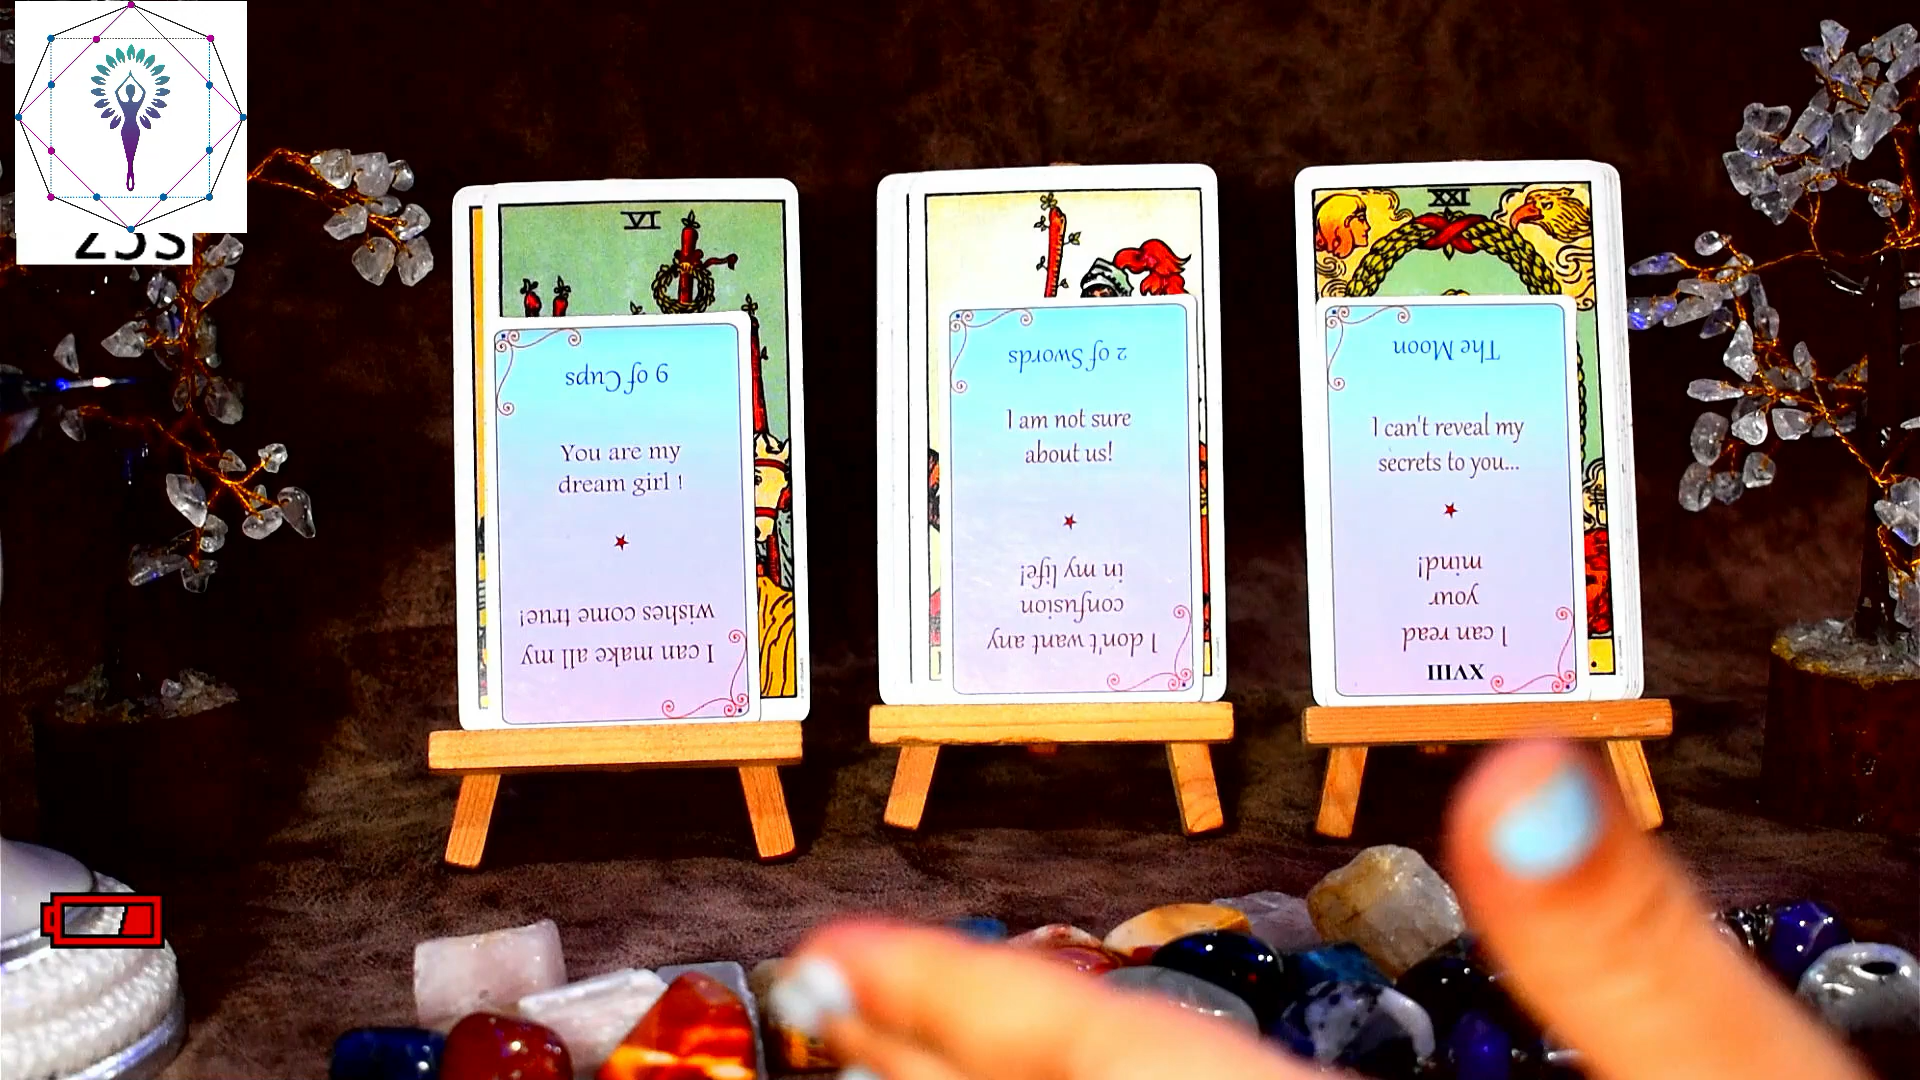 23S
VI
9 of Cups
You are my
dream girl !
I can make all my
wishes come true!
2 of Swords
I am not sure
about us!
I don't want any
confusion
in my life!
XXI
The Moon
I can't reveal my
secrets to you...
I can read
your
mind!
XVIII